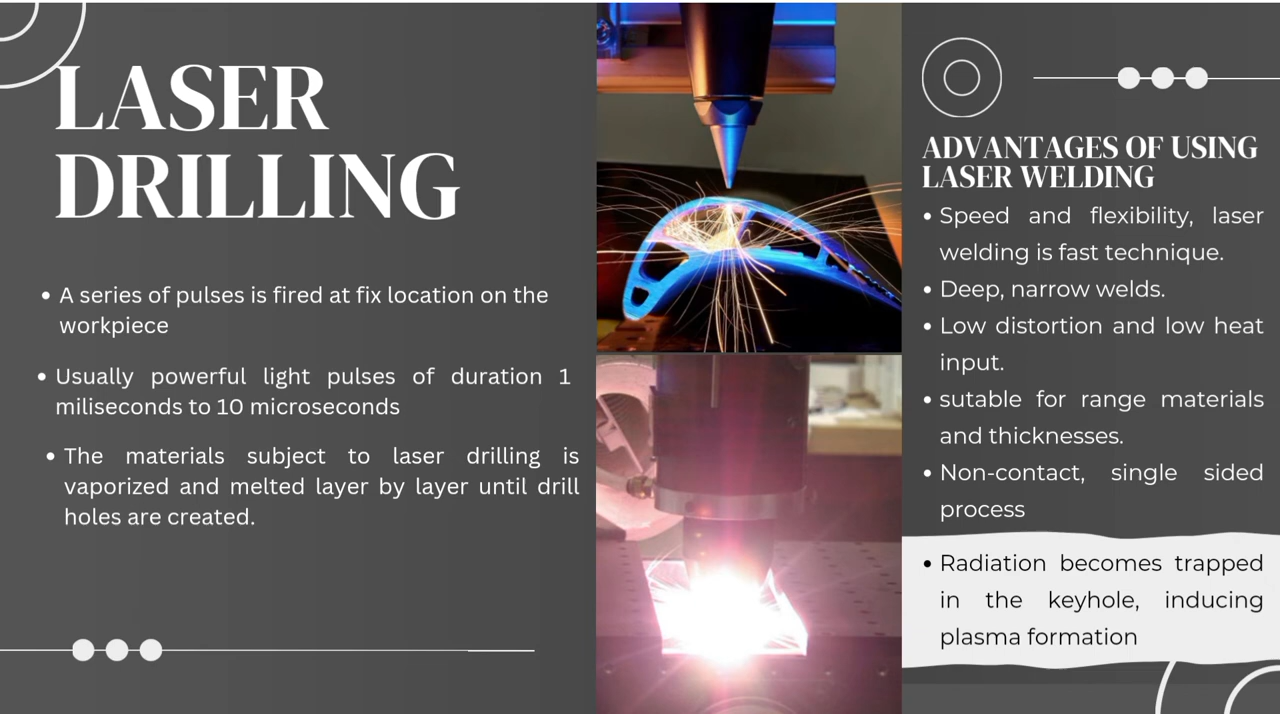 LASER
DRILLING
• A series of pulses is fired at fix location on the
workpiece
• Usually powerful light pulses of duration 1
miliseconds to 10 microseconds
• The materials subject to laser drilling is
vaporized and melted layer by layer until drill
holes are created.
ADVANTAGES OF USING
LASER WELDING
• Speed and flexibility, laser
welding is fast technique.
• Deep, narrow welds.
• Low distortion and low heat
input.
• sutable for range materials
and thicknesses.
• Non-contact, single sided
process
• Radiation becomes trapped
in the keyhole, inducing
plasma formation